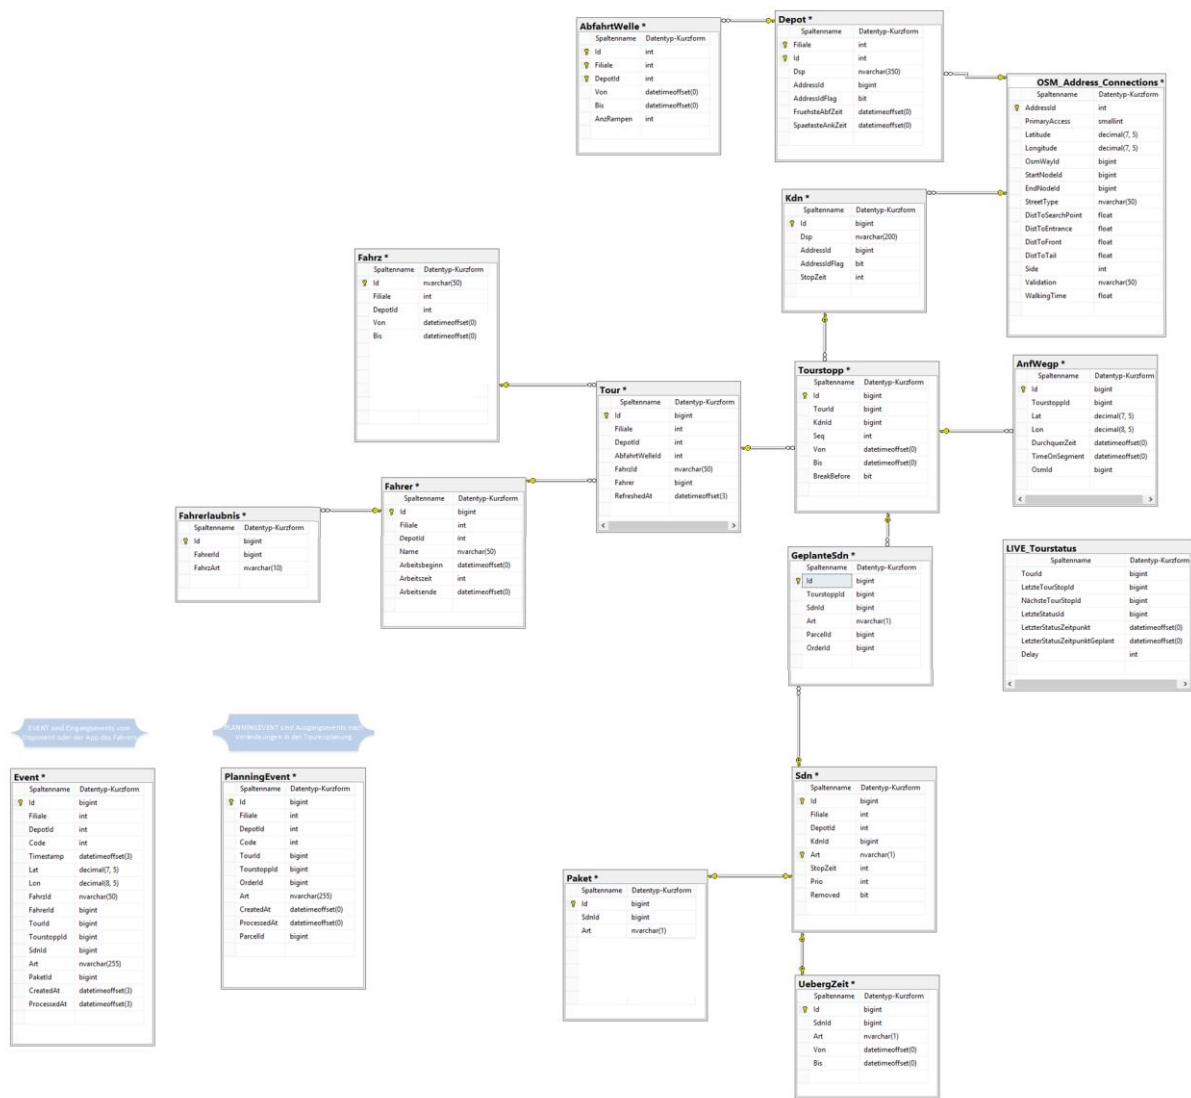 AbfahrtWelle *
Spaltenname Datentyp-Kurzform
Id int
Filiale int
DepotId int
Von datetimeoffset(0)
Bis datetimeoffset(0)
AnzRampen int
Depot *
Spaltenname Datentyp-Kurzform
Filiale int
Id int
Dsp nvarchar(350)
AddressId bigint
AddressIdFlag bit
FruehsteAbfZeit datetimeoffset(0)
SpaetesteAnkZeit datetimeoffset(0)
OSM_Address_Connections *
Spaltenname Datentyp-Kurzform
AddressId int
PrimaryAccess smallint
Latitude decimal(7, 5)
Longitude decimal(7, 5)
OsmWayId bigint
StartNodeId bigint
EndNodeId bigint
StreetType nvarchar(50)
DistToSearchPoint float
DistToEntrance float
DistToFront float
DistToTail float
Side int
Validation nvarchar(50)
WalkingTime float
Kdn *
Spaltenname Datentyp-Kurzform
Id bigint
Dsp nvarchar(200)
AddressId bigint
AddressIdFlag bit
StopZeit int
Fahrz *
Spaltenname Datentyp-Kurzform
Id nvarchar(50)
Filiale int
DepotId int
Von datetimeoffset(0)
Bis datetimeoffset(0)
Tour *
Spaltenname Datentyp-Kurzform
Id bigint
Filiale int
DepotId int
AbfahrtWelleId int
FahrzId nvarchar(50)
Fahrer bigint
RefreshedAt datetimeoffset(3)
Tourstopp *
Spaltenname Datentyp-Kurzform
Id bigint
TourId bigint
KdnId bigint
Seq int
Von datetimeoffset(0)
Bis datetimeoffset(0)
BreakBefore bit
AnfWegp *
Spaltenname Datentyp-Kurzform
Id bigint
TourstoppId bigint
Lat decimal(7, 5)
Lon decimal(8, 5)
DurchquerZeit datetimeoffset(0)
TimeOnSegment datetimeoffset(0)
OsmId bigint
Fahrer *
Spaltenname Datentyp-Kurzform
Id bigint
Filiale int
DepotId int
Name nvarchar(50)
Arbeitsbeginn datetimeoffset(0)
Arbeitszeit int
Arbeitsende datetimeoffset(0)
Fahrerlaubnis *
Spaltenname Datentyp-Kurzform
Id bigint
FahrerId bigint
FahrzArt nvarchar(10)
GeplanteSdn *
Spaltenname Datentyp-Kurzform
Id bigint
TourstoppId bigint
SdnId bigint
Art nvarchar(1)
ParcelId bigint
OrderId bigint
LIVE_Tourstatus
Spaltenname Datentyp-Kurzform
TourId bigint
LetzteTourStopId bigint
NächsteTourStopId bigint
LetzteStatusId bigint
LetzterStatusZeitpunkt datetimeoffset(0)
LetzterStatusZeitpunktGeplant datetimeoffset(0)
Delay int
EVENT sind Eingangsevents vom
Disponent oder der App des Fahrers
PLANNINGEVENT sind Ausgangsevents nach
Veränderungen in der Tourenplanung
Event *
Spaltenname Datentyp-Kurzform
Id bigint
Filiale int
DepotId int
Code int
Timestamp datetimeoffset(3)
Lat decimal(7, 5)
Lon decimal(8, 5)
FahrzId nvarchar(50)
FahrerId bigint
TourId bigint
TourstoppId bigint
SdnId bigint
Art nvarchar(255)
PaketId bigint
CreatedAt datetimeoffset(3)
ProcessedAt datetimeoffset(3)
PlanningEvent *
Spaltenname Datentyp-Kurzform
Id bigint
Filiale int
DepotId int
Code int
TourId bigint
TourstoppId bigint
OrderId bigint
Art nvarchar(255)
CreatedAt datetimeoffset(0)
ProcessedAt datetimeoffset(0)
ParcelId bigint
Sdn *
Spaltenname Datentyp-Kurzform
Id bigint
Filiale int
DepotId int
KdnId bigint
Art nvarchar(1)
StopZeit int
Prio int
Removed bit
Paket *
Spaltenname Datentyp-Kurzform
Id bigint
SdnId bigint
Art nvarchar(1)
UebergZeit *
Spaltenname Datentyp-Kurzform
Id bigint
SdnId bigint
Art nvarchar(1)
Von datetimeoffset(0)
Bis datetimeoffset(0)